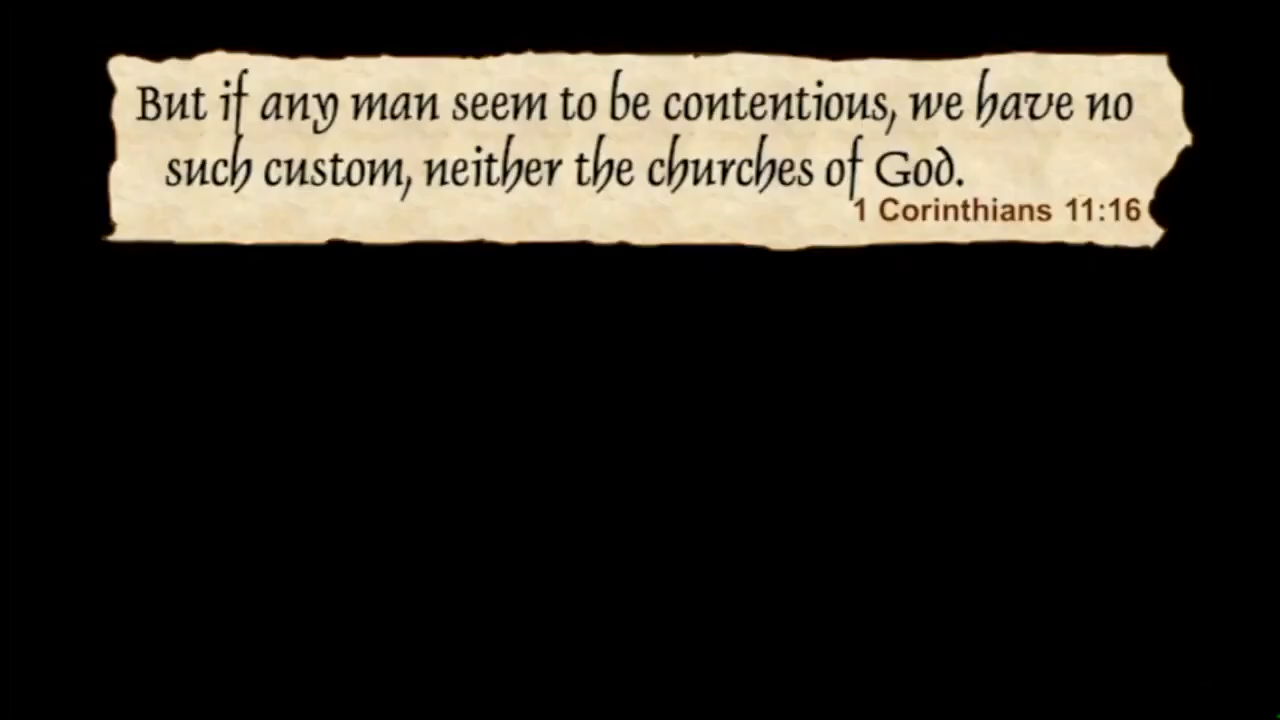 But if any man seem to be contentious, we have no
such custom, neither the churches of God.
1 Corinthians 11:16